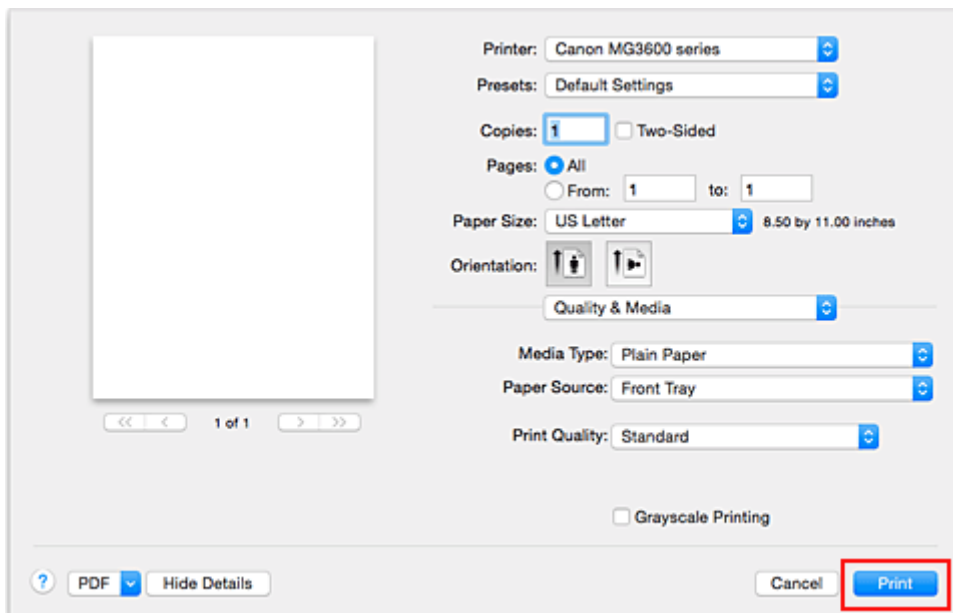 Printer: Canon MG3600 series
Presets: Default Settings
Copies: 1 Two-Sided
Pages: All
From: 1 to: 1
Paper Size: US Letter 8.50 by 11.00 inches
Orientation:
Quality & Media
Media Type: Plain Paper
Paper Source: Front Tray
1 of 1
Print Quality: Standard
Grayscale Printing
? PDF Hide Details Cancel Print